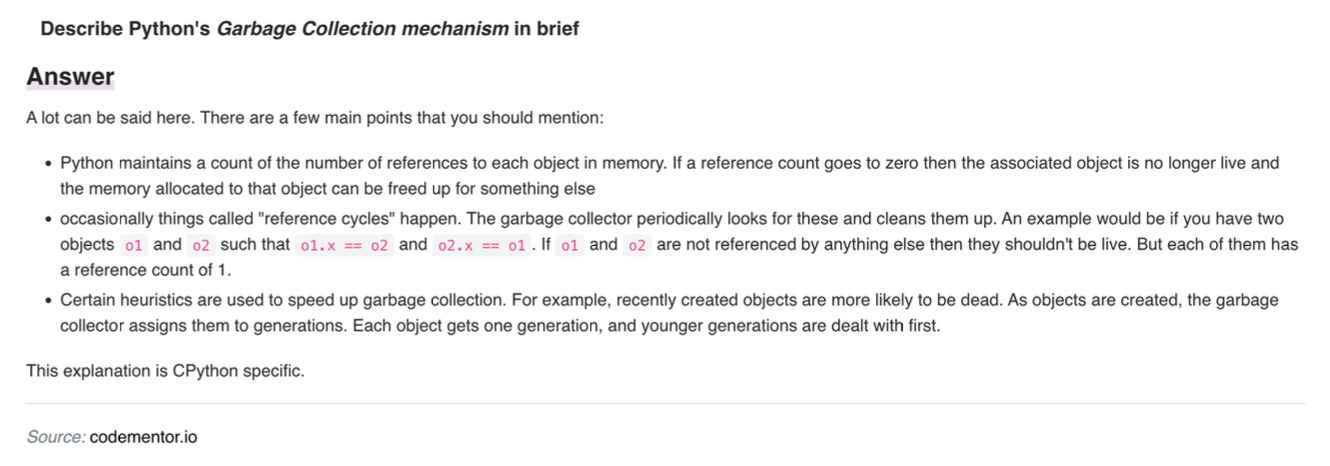 Describe Python's Garbage Collection mechanism in brief
Answer
A lot can be said here. There are a few main points that you should mention:
• Python maintains a count of the number of references to each object in memory. If a reference count goes to zero then the associated object is no longer live and
the memory allocated to that object can be freed up for something else
• occasionally things called "reference cycles" happen. The garbage collector periodically looks for these and cleans them up. An example would be if you have two
objects o1 and o2 such that o1.x == o2 and o2.x == o1. If o1 and o2 are not referenced by anything else then they shouldn't be live. But each of them has
a reference count of 1.
• Certain heuristics are used to speed up garbage collection. For example, recently created objects are more likely to be dead. As objects are created, the garbage
collector assigns them to generations. Each object gets one generation, and younger generations are dealt with first.
This explanation is CPython specific.
Source: codementor.io